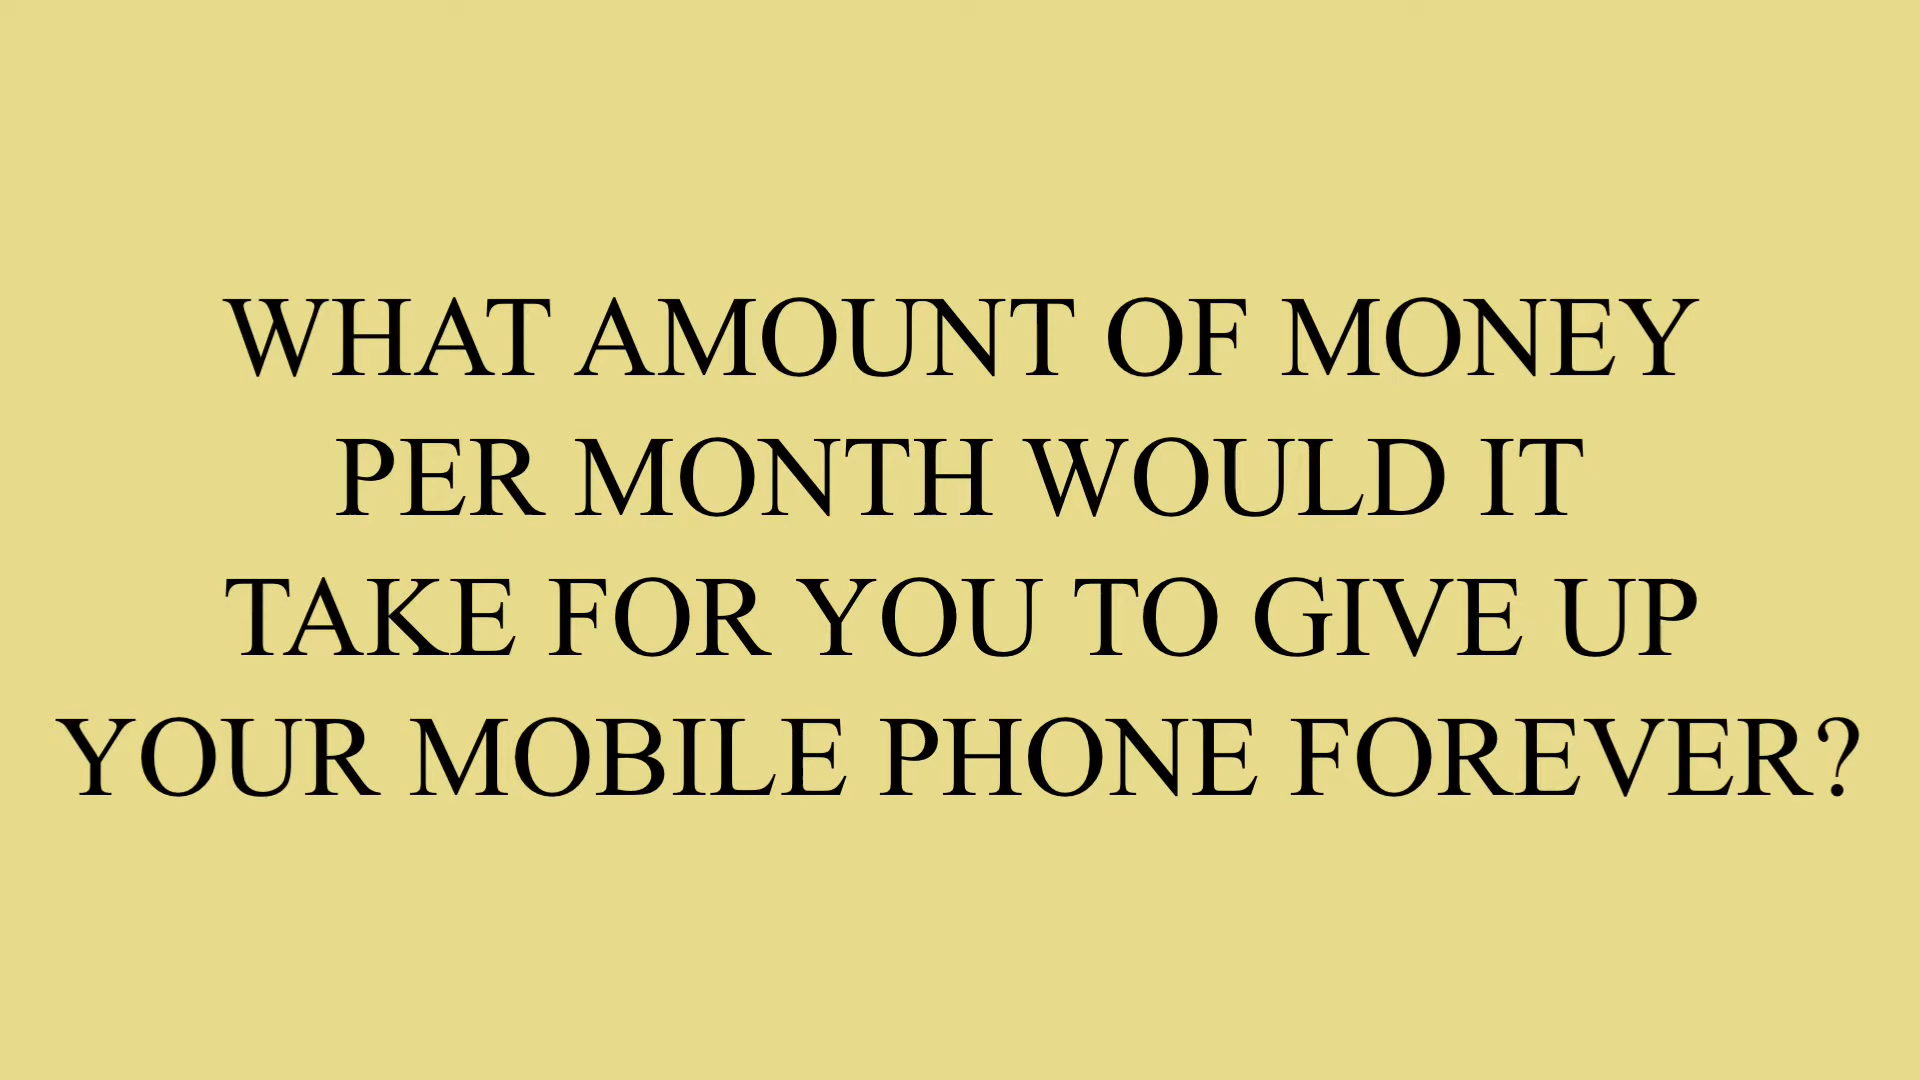 WHAT AMOUNT OF MONEY
PER MONTH WOULD IT
TAKE FOR YOU TO GIVE UP
YOUR MOBILE PHONE FOREVER?